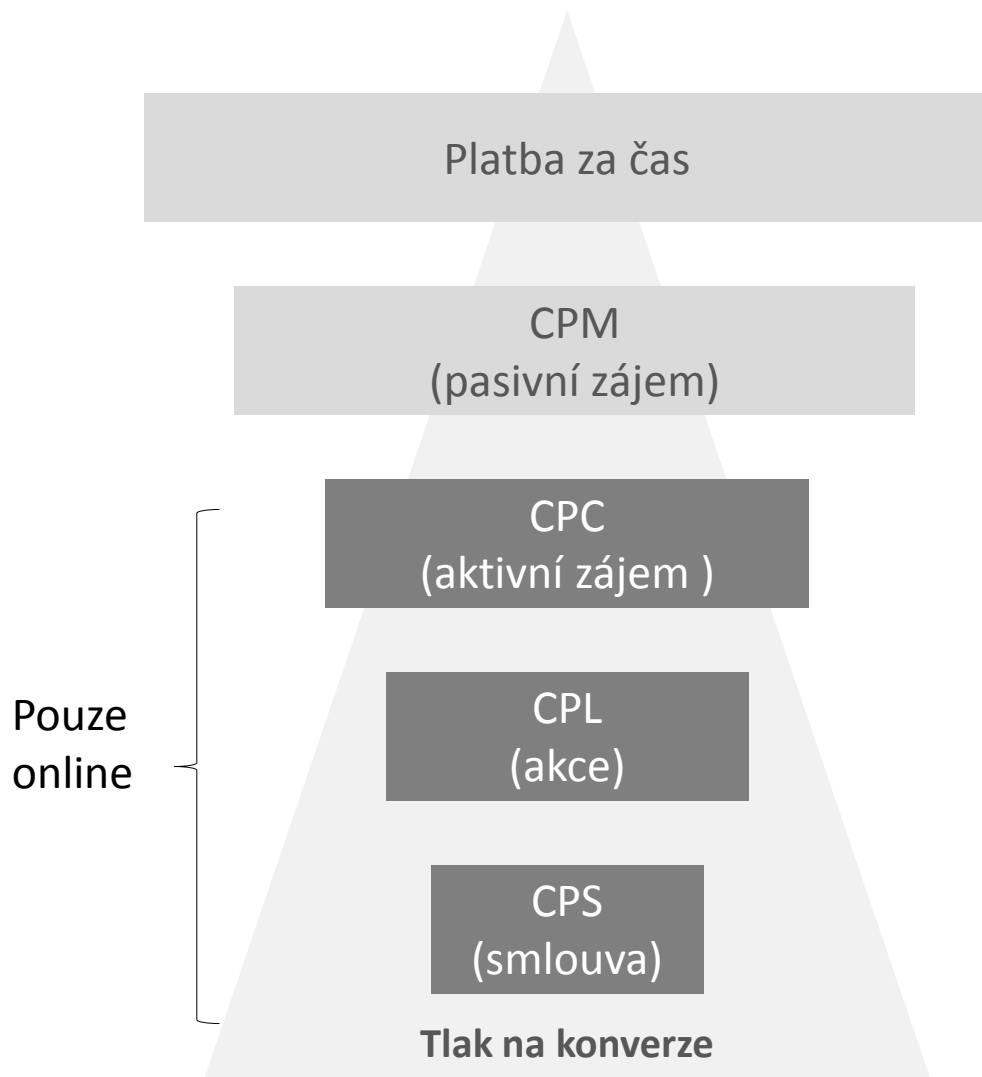 Platba za čas
CPM
(pasivní zájem)
CPC
(aktivní zájem )
Pouze
online
CPL
(akce)
CPS
(smlouva)
Tlak na konverze